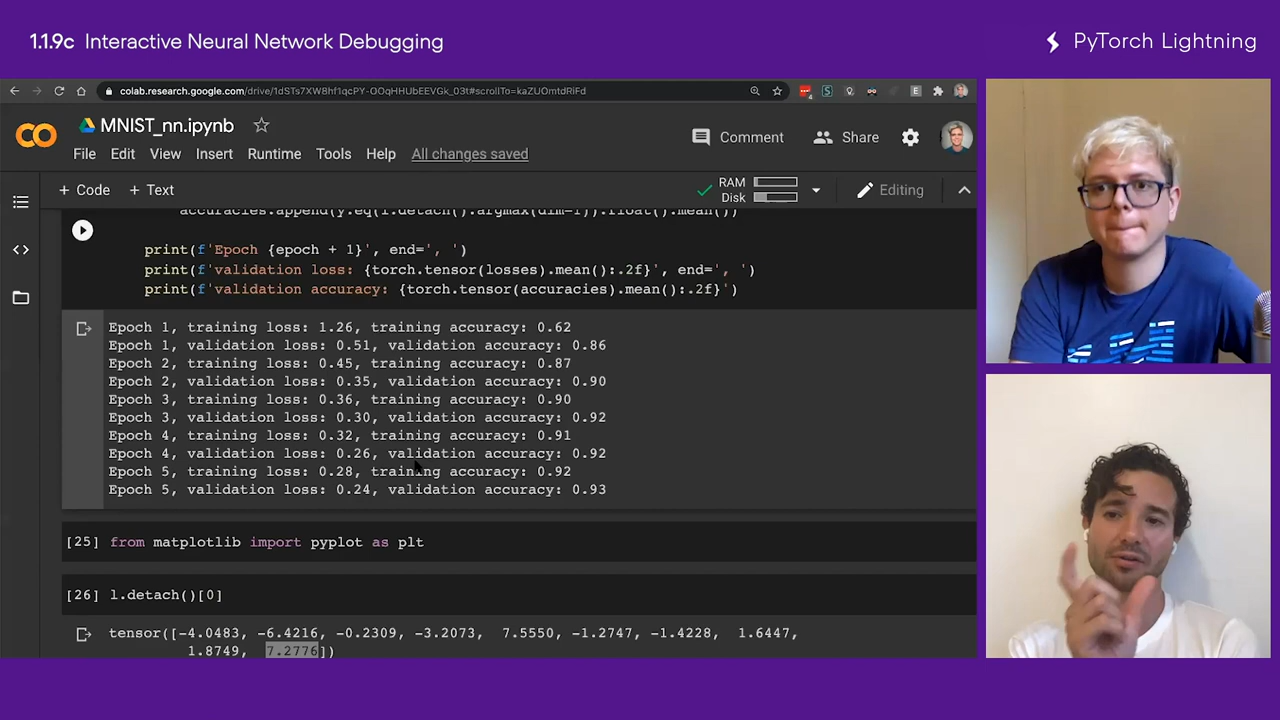 1.1.9c Interactive Neural Network Debugging
PyTorch Lightning
colab.research.google.com/drive/1dSTs7XW8hf1qcPY-OOqHHUbEEVGk_03t#scrollTo=kaZUOmtdRiFd
CO
MNIST_nn.ipynb
Comment
Share
File Edit View Insert Runtime Tools Help All changes saved
+ Code + Text
RAM
Disk
Editing
accuracies.append(y.eq(l.detach().argmax(dim=1)).float().mean())
print(f'Epoch {epoch + 1}', end=', ')
print(f'validation loss: {torch.tensor(losses).mean():.2f}', end=', ')
print(f'validation accuracy: {torch.tensor(accuracies).mean():.2f}')
Epoch 1, training loss: 1.26, training accuracy: 0.62
Epoch 1, validation loss: 0.51, validation accuracy: 0.86
Epoch 2, training loss: 0.45, training accuracy: 0.87
Epoch 2, validation loss: 0.35, validation accuracy: 0.90
Epoch 3, training loss: 0.36, training accuracy: 0.90
Epoch 3, validation loss: 0.30, validation accuracy: 0.92
Epoch 4, training loss: 0.32, training accuracy: 0.91
Epoch 4, validation loss: 0.26, validation accuracy: 0.92
Epoch 5, training loss: 0.28, training accuracy: 0.92
Epoch 5, validation loss: 0.24, validation accuracy: 0.93
[25] from matplotlib import pyplot as plt
[26] l.detach()[0]
tensor([-4.0483, -6.4216, -0.2309, -3.2073, 7.5550, -1.2747, -1.4228, 1.6447,
1.8749, 7.2776])